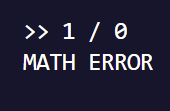 >> 1 / 0
MATH ERROR